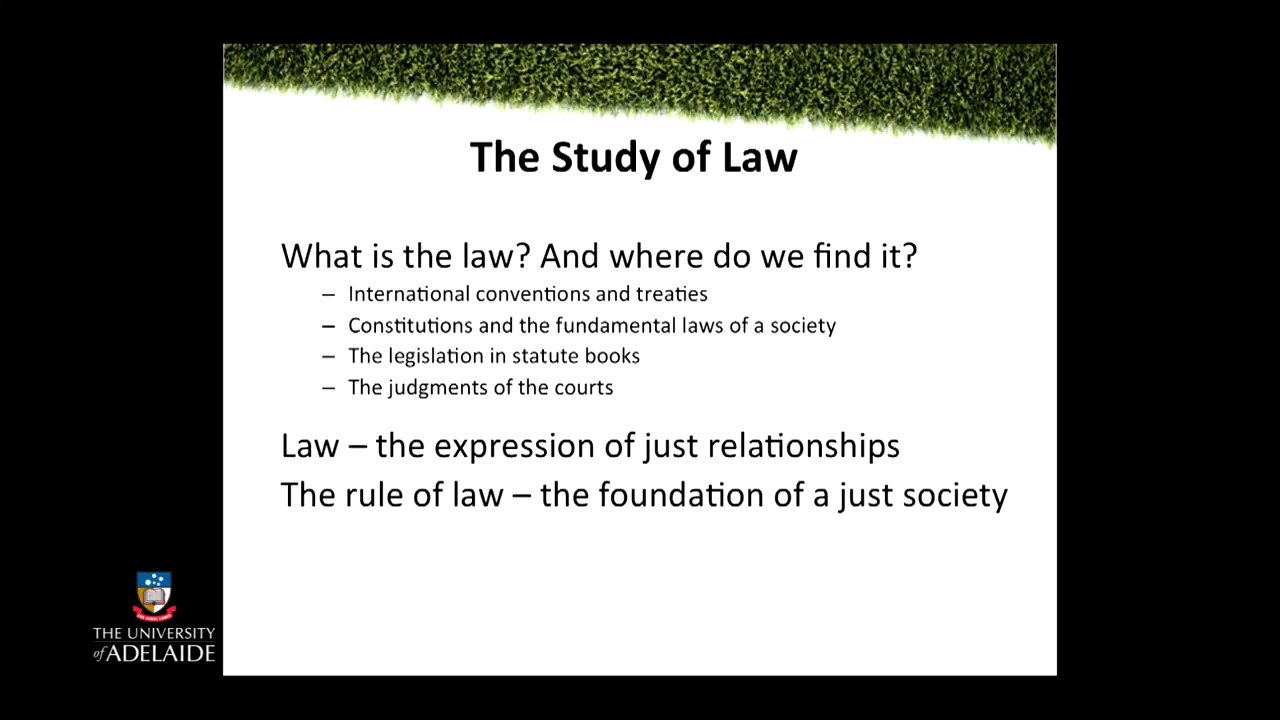 The Study of Law
What is the law? And where do we find it?
– International conventions and treaties
– Constitutions and the fundamental laws of a society
– The legislation in statute books
– The judgments of the courts
Law – the expression of just relationships
The rule of law – the foundation of a just society
THE UNIVERSITY
of ADELAIDE